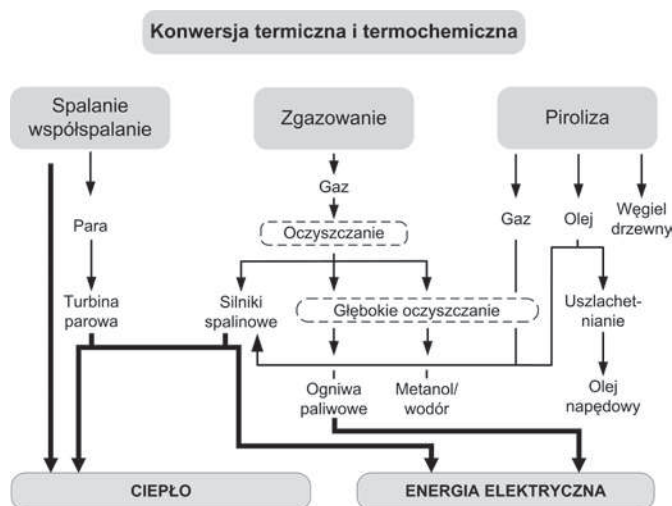 Konwersja termiczna i termochemiczna
Spalanie
współspalanie
Zgazowanie
Piroliza
Gaz
Para
Oczyszczanie
Gaz
Olej
Węgiel
drzewny
Turbina
parowa
Silniki
spalinowe
Głębokie oczyszczanie
Uszlachet-
nianie
Ogniwa
paliwowe
Metanol/
wodór
Olej
napędowy
CIEPŁO
ENERGIA ELEKTRYCZNA